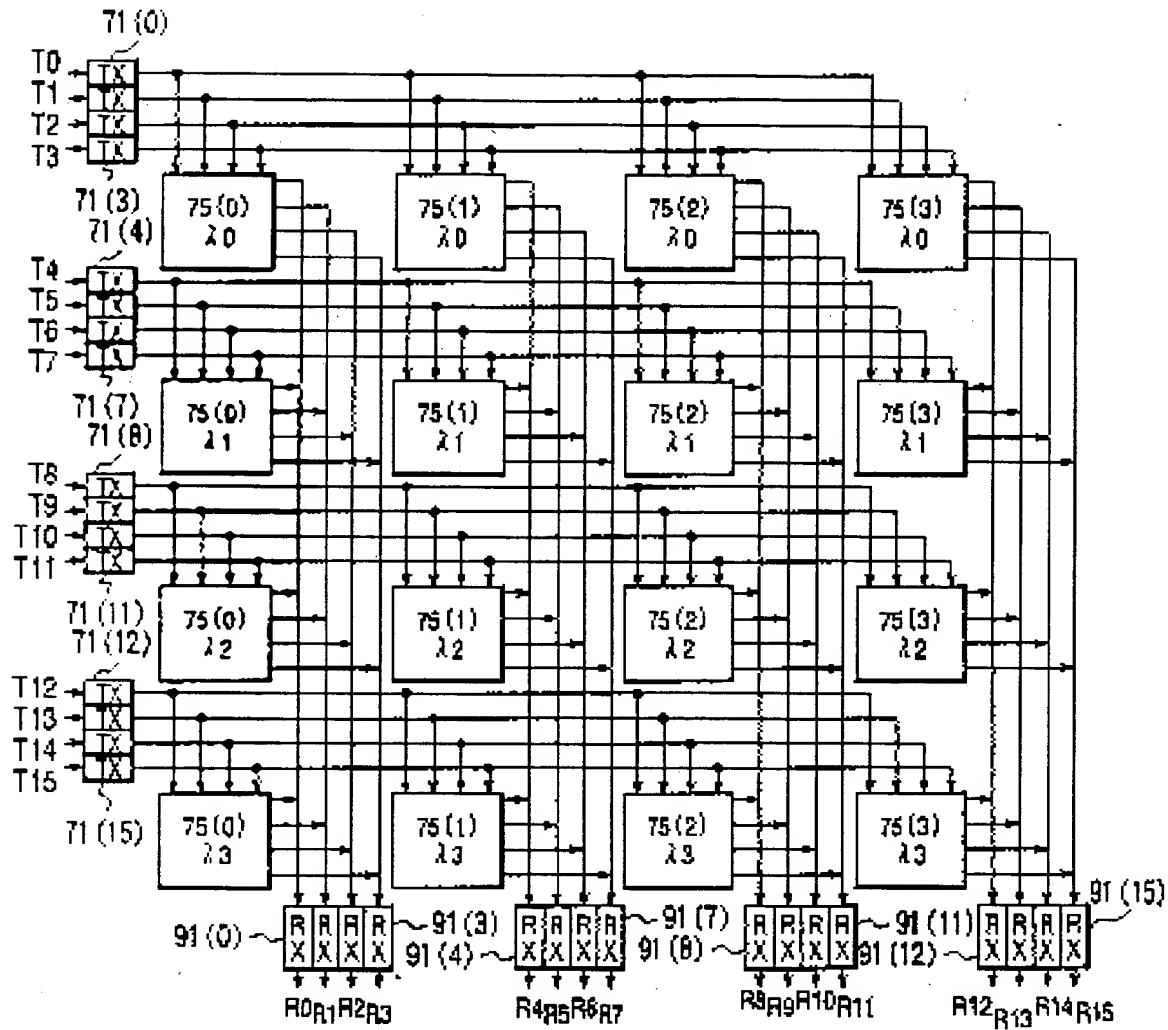 71(0)
T0 TX
T1 TX
T2 TX
T3 TX
71(3)
75(0) λ0
75(1) λ0
75(2) λ0
75(3) λ0
71(4)
T4 TX
T5 TX
T6 TX
T7 TX
71(7)
75(0) λ1
75(1) λ1
75(2) λ1
75(3) λ1
71(8)
T8 TX
T9 TX
T10 TX
T11 TX
71(11)
75(0) λ2
75(1) λ2
75(2) λ2
75(3) λ2
71(12)
T12 TX
T13 TX
T14 TX
T15 TX
71(15)
75(0) λ3
75(1) λ3
75(2) λ3
75(3) λ3
91(0) RX RX RX RX 91(3)
91(4) RX RX RX RX 91(7)
91(8) RX RX RX RX 91(11)
91(12) RX RX RX RX 91(15)
R0 R1 R2 R3 R4 R5 R6 R7 R8 R9 R10 R11 R12 R13 R14 R15